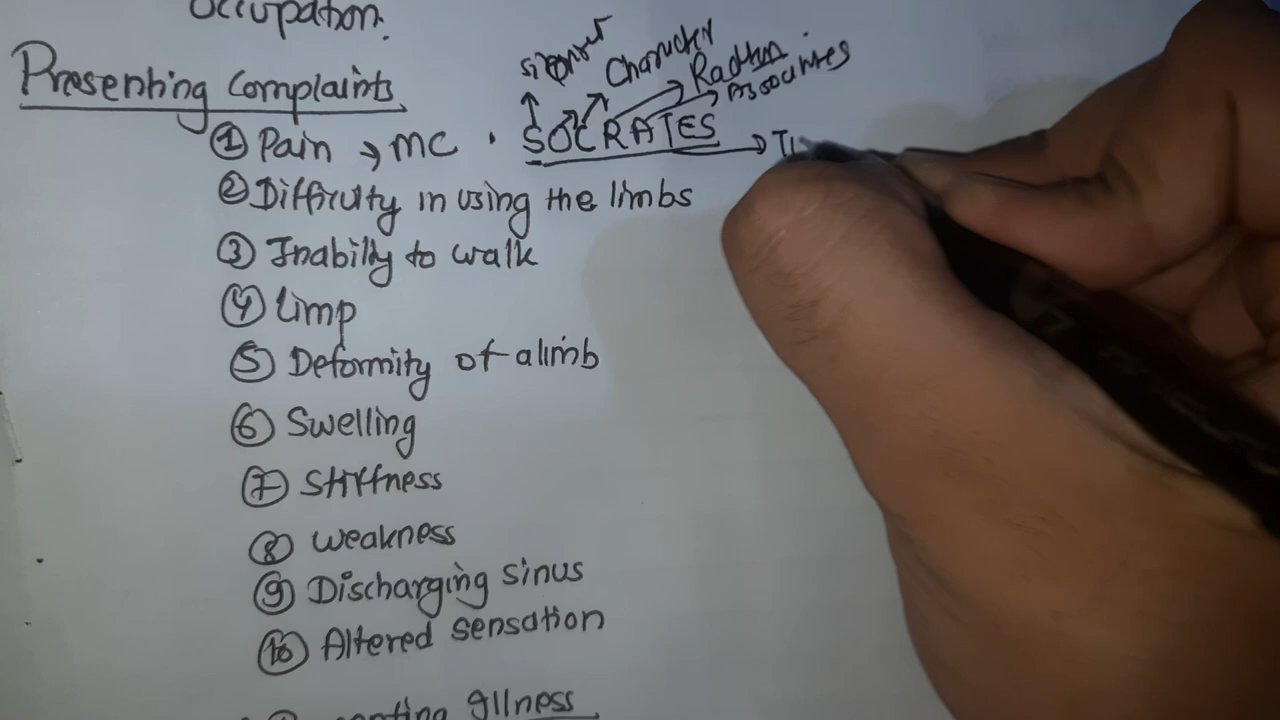 Occupation.
Presenting Complaints
Character
Associates
① Pain → MC . SOCRATES → Ti
② Difficulty in using the limbs
③ Inability to walk
④ Limp
⑤ Deformity of a limb
⑥ Swelling
⑦ Stiffness
⑧ Weakness
⑨ Discharging sinus
⑩ Altered sensation
Illness